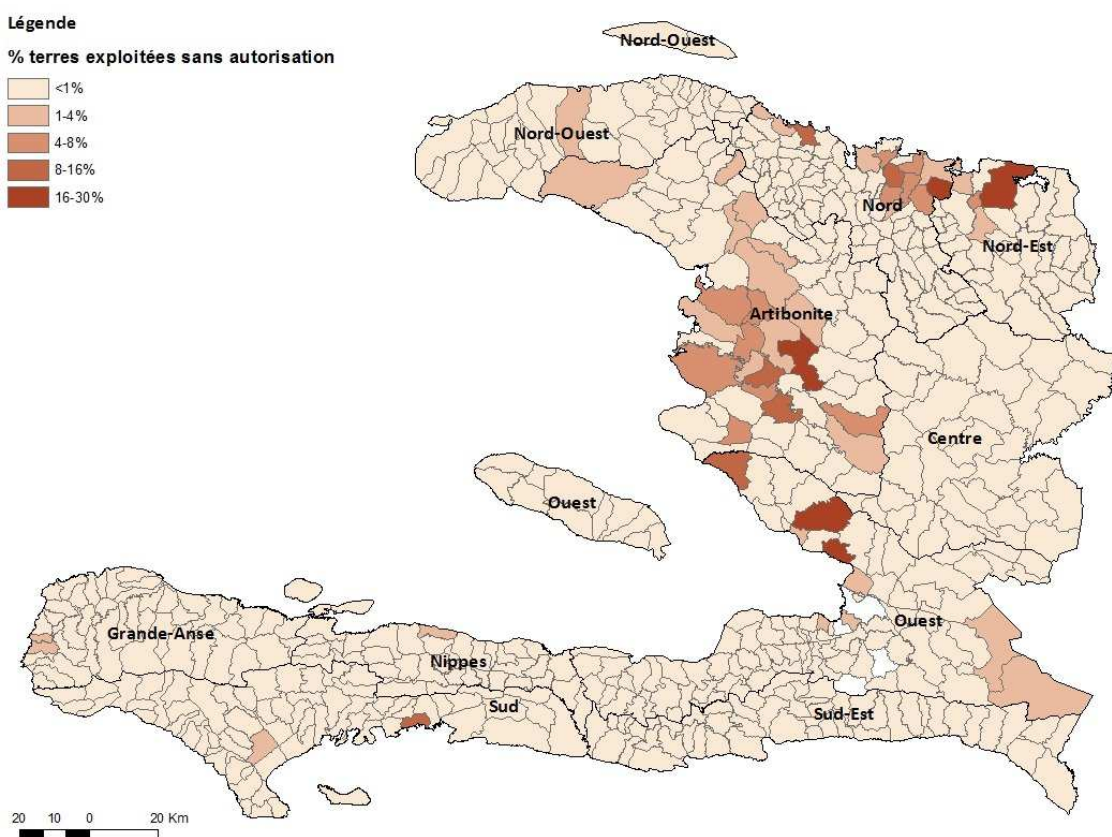 Légende
% terres exploitées sans autorisation
<1%
1-4%
4-8%
8-16%
16-30%
Nord-Ouest
Nord-Ouest
Nord
Nord-Est
Artibonite
Centre
Ouest
Ouest
Grande-Anse
Nippes
Sud
Sud-Est
20 10 0 20 Km